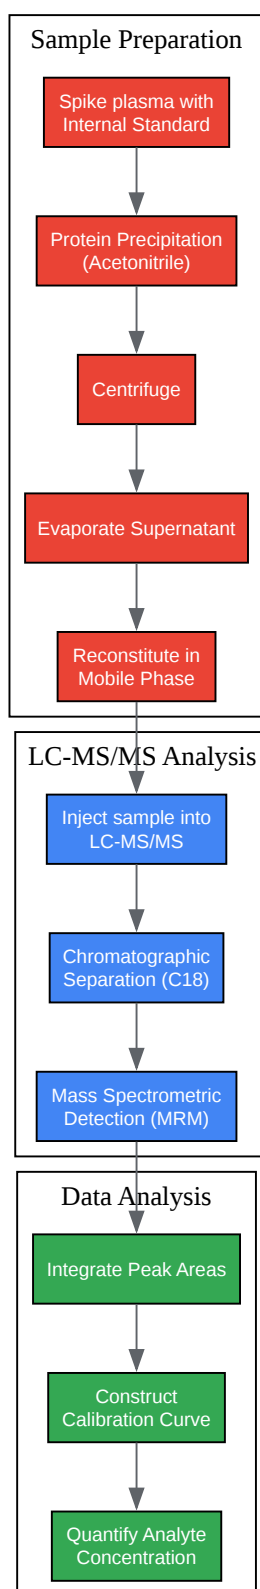 Sample Preparation
Spike plasma with
Internal Standard
Protein Precipitation
(Acetonitrile)
Centrifuge
Evaporate Supernatant
Reconstitute in
Mobile Phase
LC-MS/MS Analysis
Inject sample into
LC-MS/MS
Chromatographic
Separation (C18)
Mass Spectrometric
Detection (MRM)
Data Analysis
Integrate Peak Areas
Construct
Calibration Curve
Quantify Analyte
Concentration